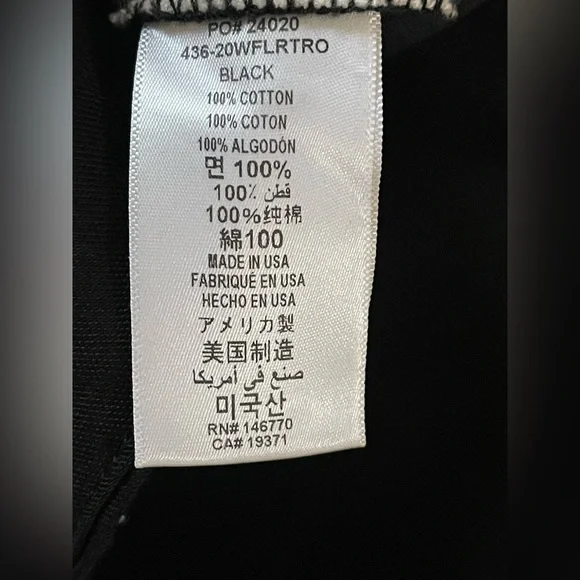 PO# 24020
436-20WFLRTRO
BLACK
100% COTTON
100% COTON
100% ALGODÓN
면 100%
100٪ قطن
100%纯棉
綿100
MADE IN USA
FABRIQUÉ EN USA
HECHO EN USA
アメリカ製
美国制造
صنع في أمريكا
미국산
RN# 146770
CA# 19371